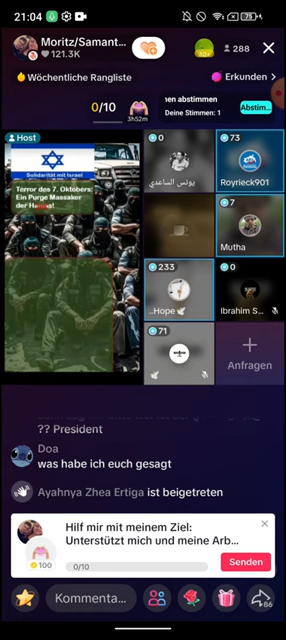 21:04
75
Moritz/Samant...
121.3K
30+
288
Wöchentliche Rangliste
Erkunden
0/10
3h52m
nen abstimmen
Deine Stimmen: 1
Abstim...
Host
Solidarität mit Israel
Terror des 7. Oktobers:
Ein Purge Massaker
der Hamas!
0
يونس الساعدي
73
Royrieck901
7
Mutha
233
..Hope
0
Ibrahim S...
71
Anfragen
?? President
Doa
was habe ich euch gesagt
Ayahnya Zhea Ertiga ist beigetreten
Hilf mir mit meinem Ziel:
Unterstützt mich und meine Arb...
100
0/10
Senden
Kommenta...
86